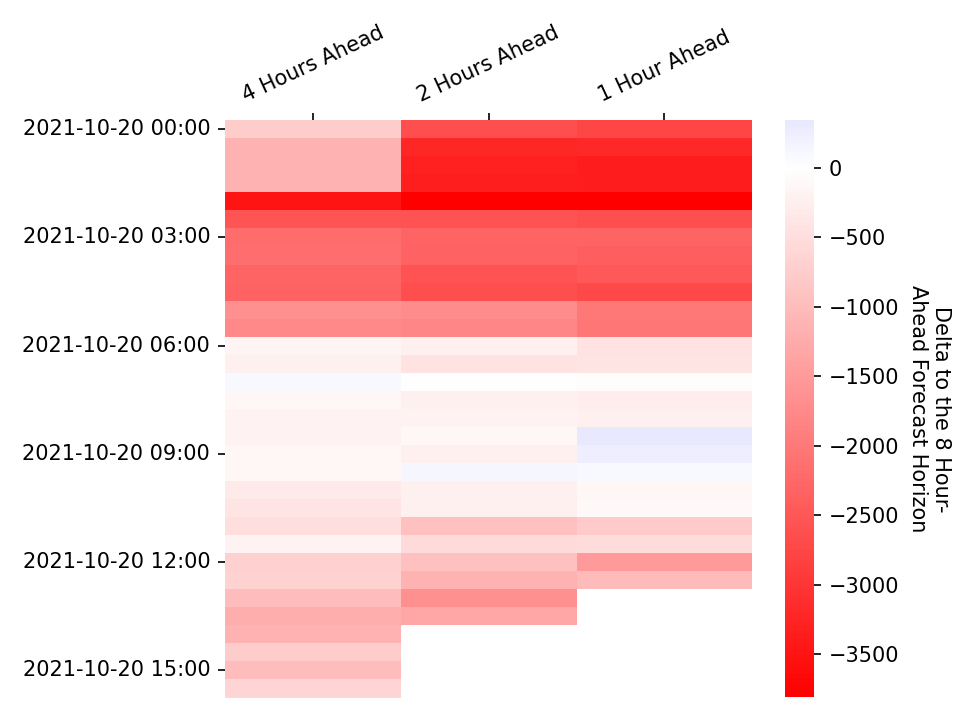 4 Hours Ahead
2 Hours Ahead
1 Hour Ahead
2021-10-20 00:00
2021-10-20 03:00
2021-10-20 06:00
2021-10-20 09:00
2021-10-20 12:00
2021-10-20 15:00
0
−500
−1000
−1500
−2000
−2500
−3000
−3500
Delta to the 8 Hour-
Ahead Forecast Horizon